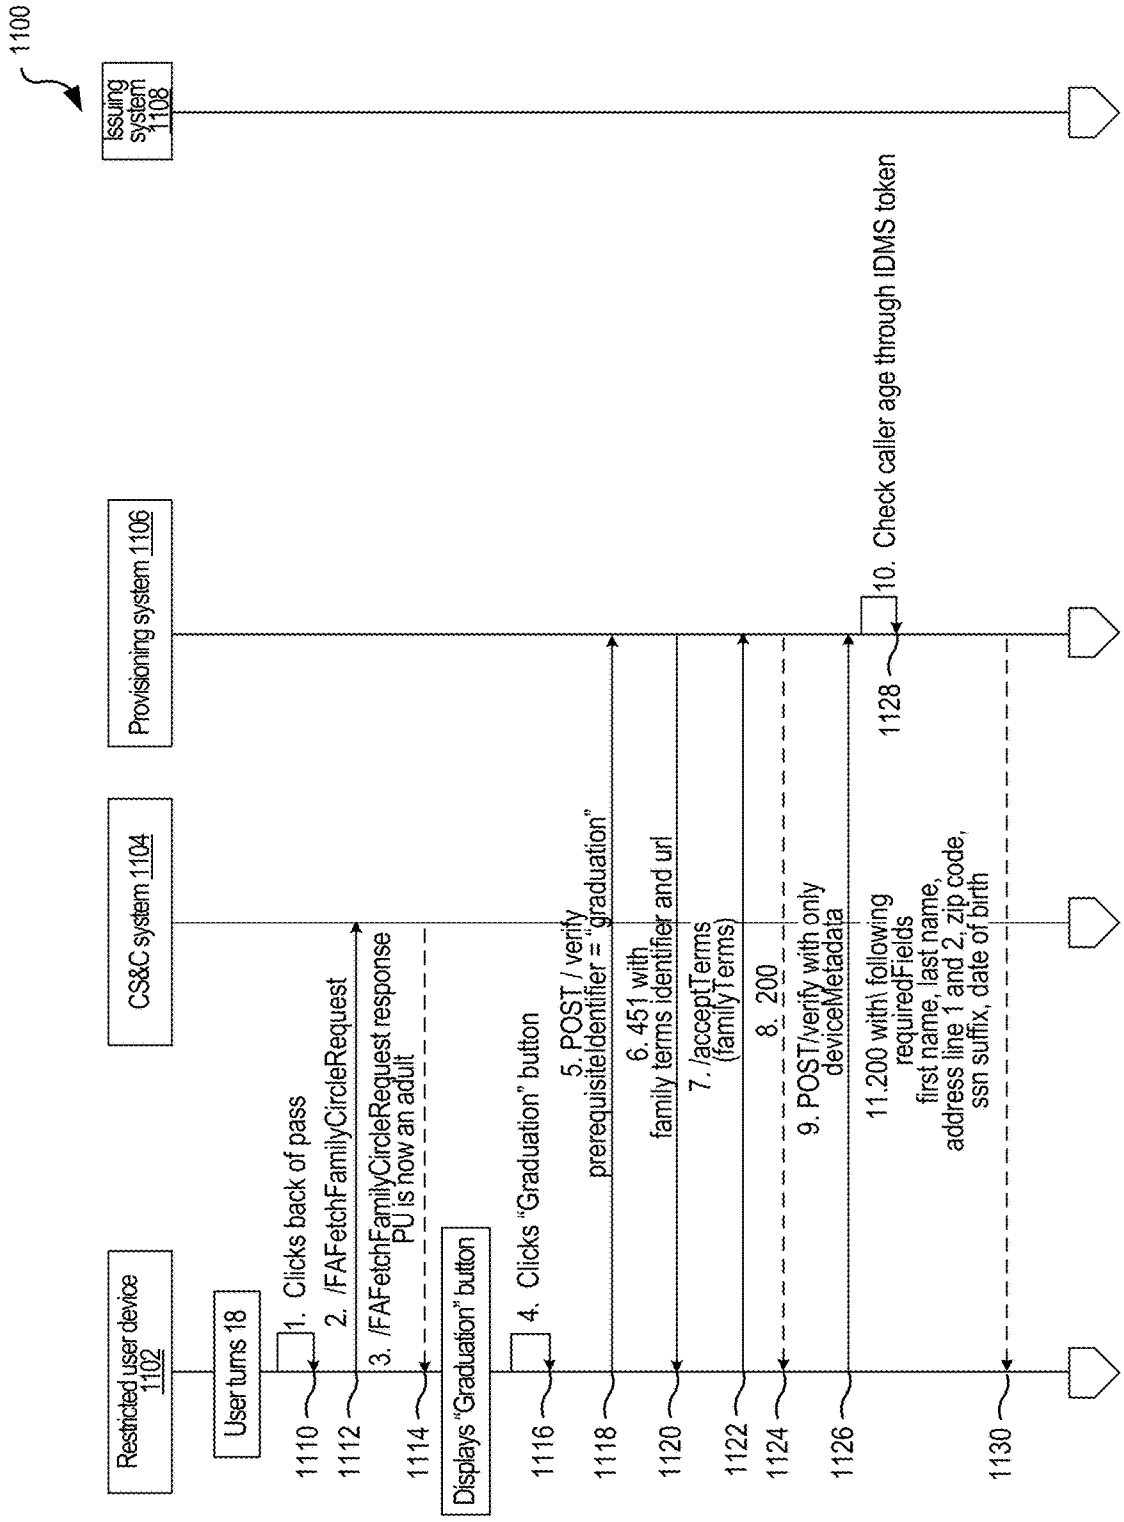 1100
Restricted user device
1102
CS&C system 1104
Provisioning system 1106
Issuing
system
1108
User turns 18
1. Clicks back of pass
1110
2. /FAFetchFamilyCircleRequest
1112
3. /FAFetchFamilyCircleRequest response
PU is now an adult
1114
Displays “Graduation” button
4. Clicks “Graduation” button
1116
5. POST / verify
prerequisiteIdentifier = “graduation”
1118
6. 451 with
family terms identifier and url
1120
7. /acceptTerms
(familyTerms)
1122
8. 200
1124
9. POST/verify with only
deviceMetadata
1126
10. Check caller age through IDMS token
1128
11.200 with\ following
requiredFields
first name, last name,
address line 1 and 2, zip code,
ssn suffix, date of birth
1130